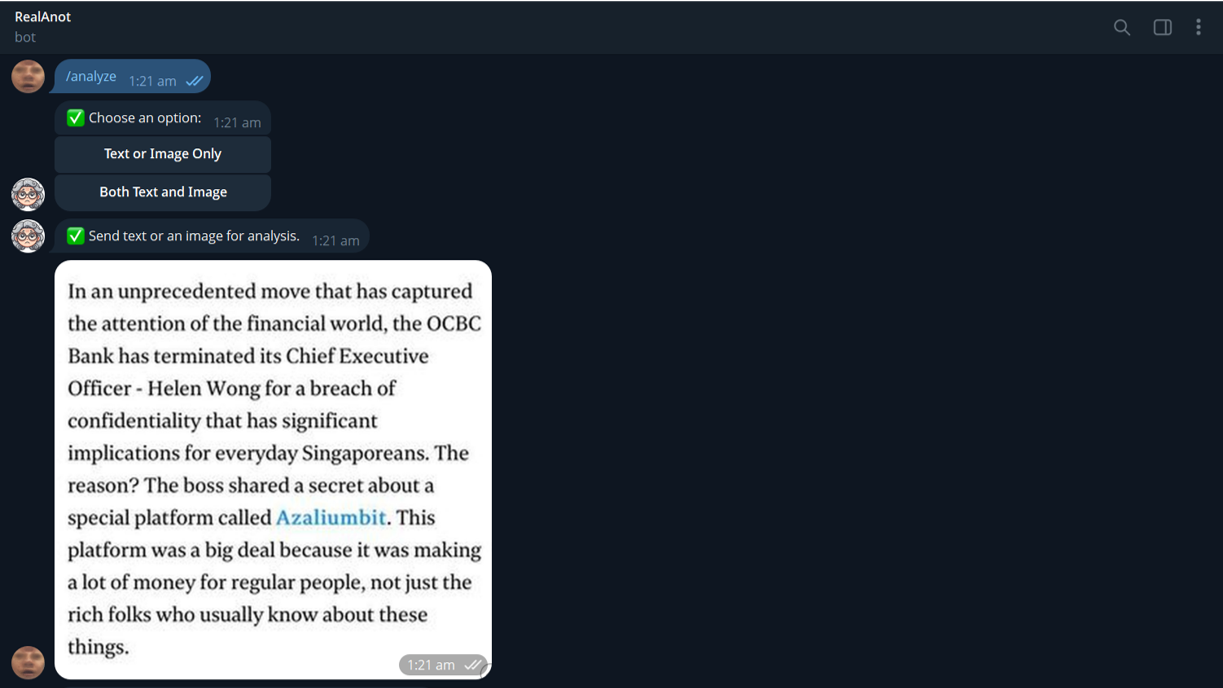 RealAnot
bot
/analyze 1:21 am
✅ Choose an option: 1:21 am
Text or Image Only
Both Text and Image
✅ Send text or an image for analysis. 1:21 am
In an unprecedented move that has captured
the attention of the financial world, the OCBC
Bank has terminated its Chief Executive
Officer - Helen Wong for a breach of
confidentiality that has significant
implications for everyday Singaporeans. The
reason? The boss shared a secret about a
special platform called Azaliumbit. This
platform was a big deal because it was making
a lot of money for regular people, not just the
rich folks who usually know about these
things.
1:21 am